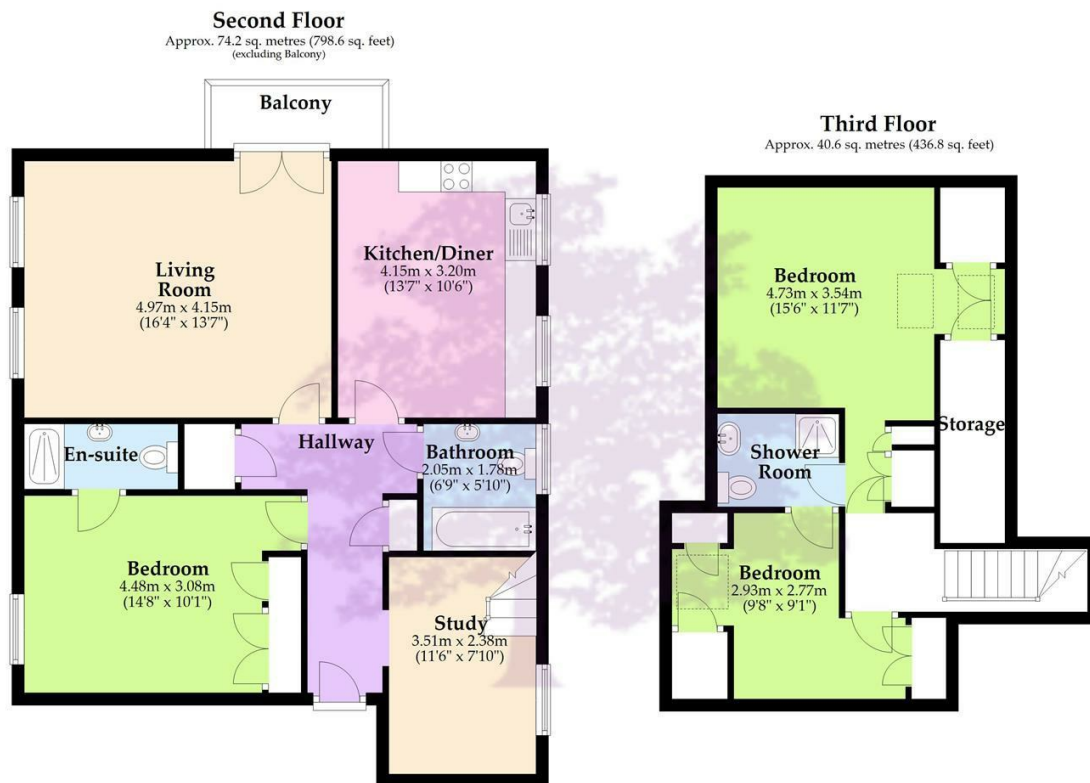 Second Floor
Approx. 74.2 sq. metres (798.6 sq. feet)
(excluding Balcony)
Balcony
Living
Room
4.97m x 4.15m
(16'4" x 13'7")
Kitchen/Diner
4.15m x 3.20m
(13'7" x 10'6")
En-suite
Hallway
Bathroom
2.05m x 1.78m
(6'9" x 5'10")
Bedroom
4.48m x 3.08m
(14'8" x 10'1")
Study
3.51m x 2.38m
(11'6" x 7'10")
Third Floor
Approx. 40.6 sq. metres (436.8 sq. feet)
Bedroom
4.73m x 3.54m
(15'6" x 11'7")
Storage
Shower
Room
Bedroom
2.93m x 2.77m
(9'8" x 9'1")